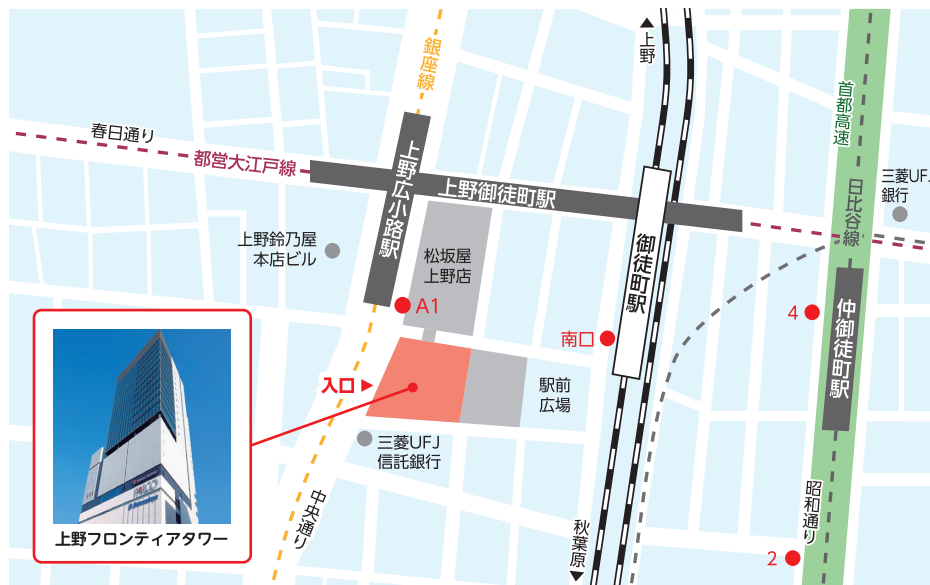 銀座線
上野
春日通り
都営大江戸線
首都高速
上野広小路駅
上野御徒町駅
三菱UFJ
銀行
日比谷線
上野鈴乃屋
本店ビル
松坂屋
上野店
御徒町駅
A1
4
仲御徒町駅
南口
入口
駅前
広場
三菱UFJ
信託銀行
PARCO
上野フロンティアタワー
中央通り
秋葉原
昭和通り
2